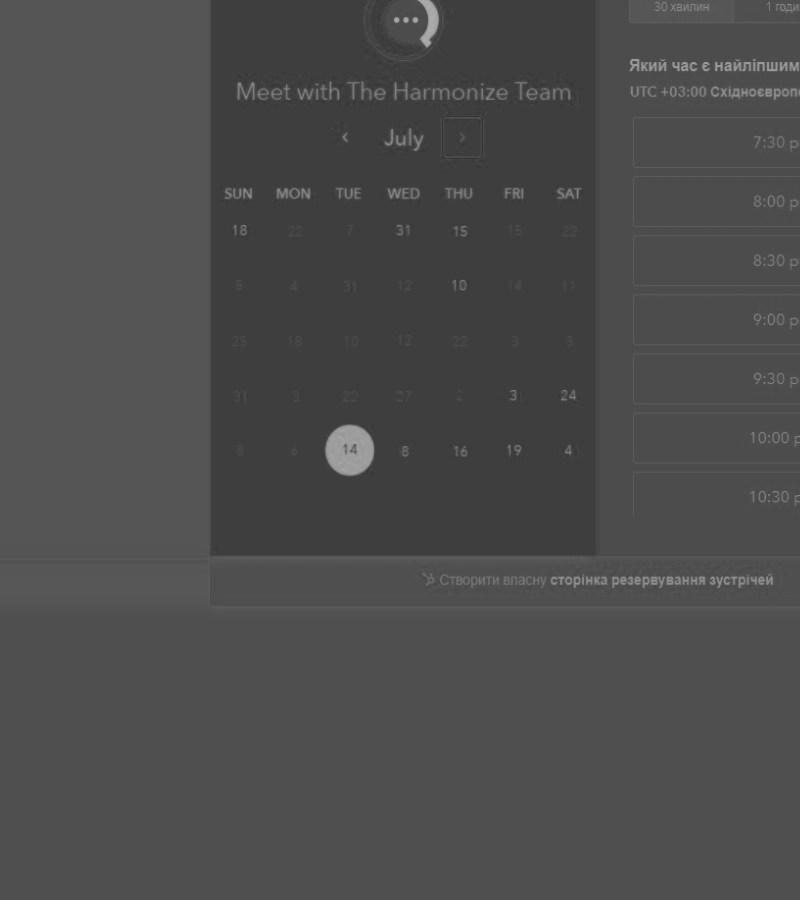 30 хвилин 1 годи
Meet with The Harmonize Team
Який час є найліпшим
UTC +03:00 Східноєвропе
July
SUN MON TUE WED THU FRI SAT
18 22 7 31 15 15 22
5 4 31 12 10 14 11
25 18 10 12 22 3 3
31 3 22 27 2 3 24
8 6 14 8 16 19 4
7:30 p
8:00 p
8:30 p
9:00 p
9:30 p
10:00 p
10:30 p
Створити власну сторінка резервування зустрічей